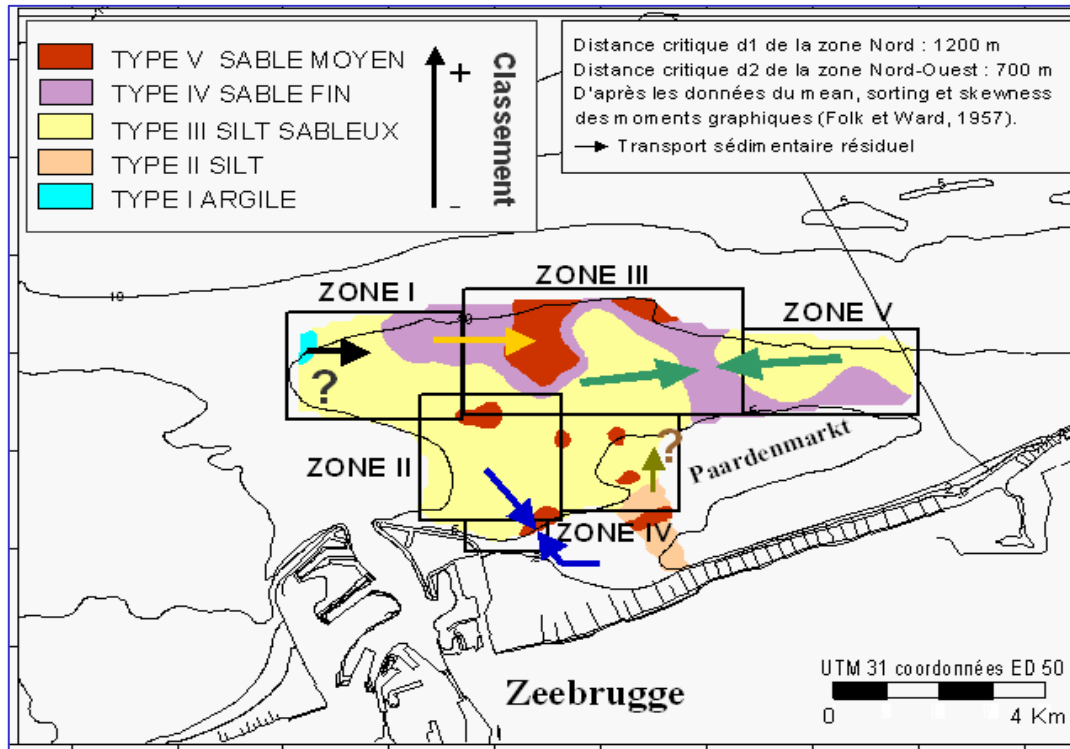 TYPE V SABLE MOYEN
TYPE IV SABLE FIN
TYPE III SILT SABLEUX
TYPE II SILT
TYPE I ARGILE
+
-
Classement
Distance critique d1 de la zone Nord : 1200 m
Distance critique d2 de la zone Nord-Ouest : 700 m
D'après les données du mean, sorting et skewness
des moments graphiques (Folk et Ward, 1957).
Transport sédimentaire résiduel
5
5
10
ZONE I
ZONE III
ZONE V
10
?
ZONE II
?
Paardenmarkt
5
5
ZONE IV
Zeebrugge
UTM 31 coordonnées ED 50
0
4 Km